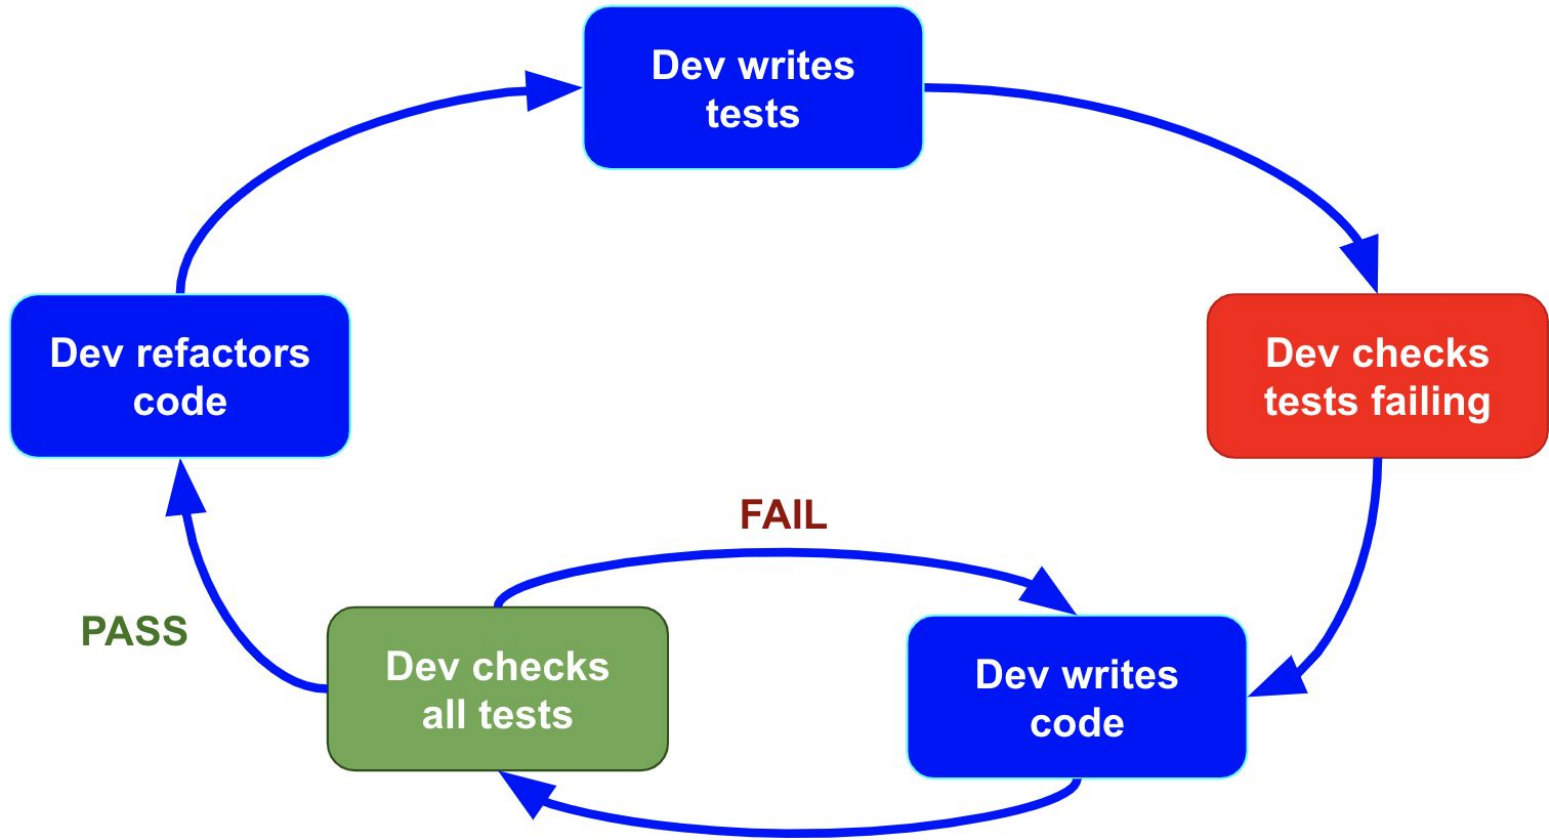 Dev writes
tests
Dev refactors
code
Dev checks
tests failing
FAIL
PASS
Dev checks
all tests
Dev writes
code